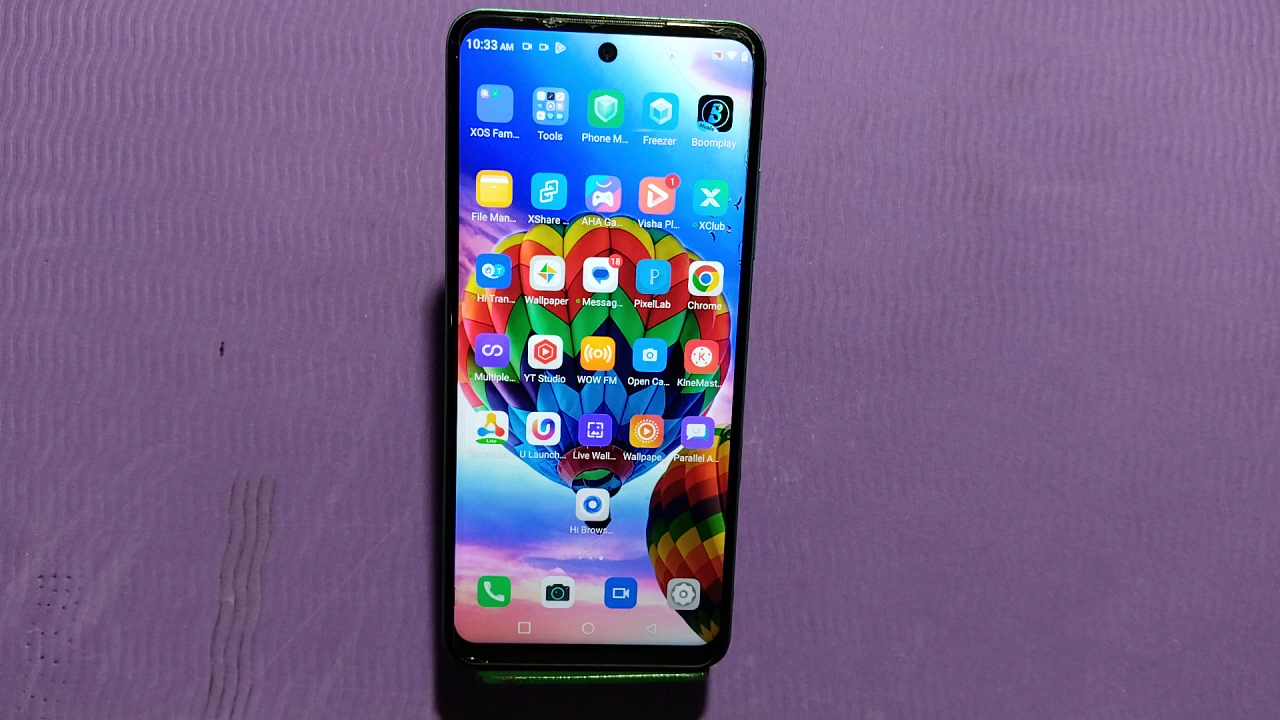 10:33 AM
XOS Fam... Tools Phone M... Freezer Boomplay
File Man... XShare ... AHA Ga... Visha Pl... XClub
1
Hi Tran... Wallpaper Messag... PixelLab Chrome
18
Multiple... YT Studio WOW FM Open Ca... KineMast...
U Launch... Live Wall... Wallpape... Parallel A...
Lite
Hi Brows...